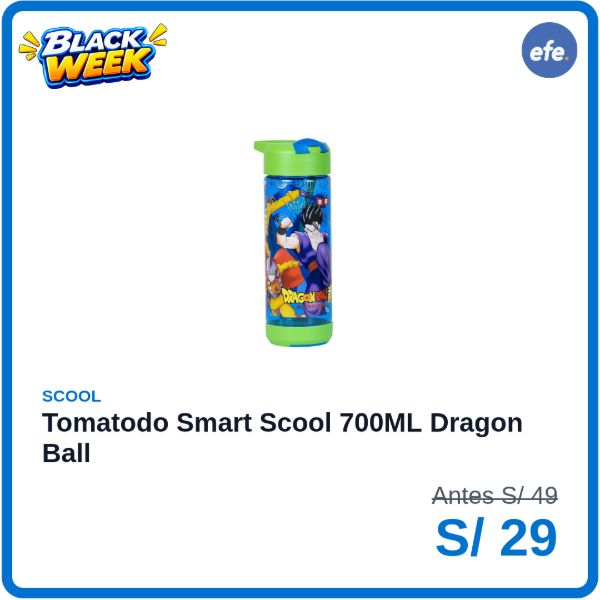 BLACK
WEEK
efe.
DRAGON BALL
SCOOL
Tomatodo Smart Scool 700ML Dragon
Ball
Antes S/ 49
S/ 29